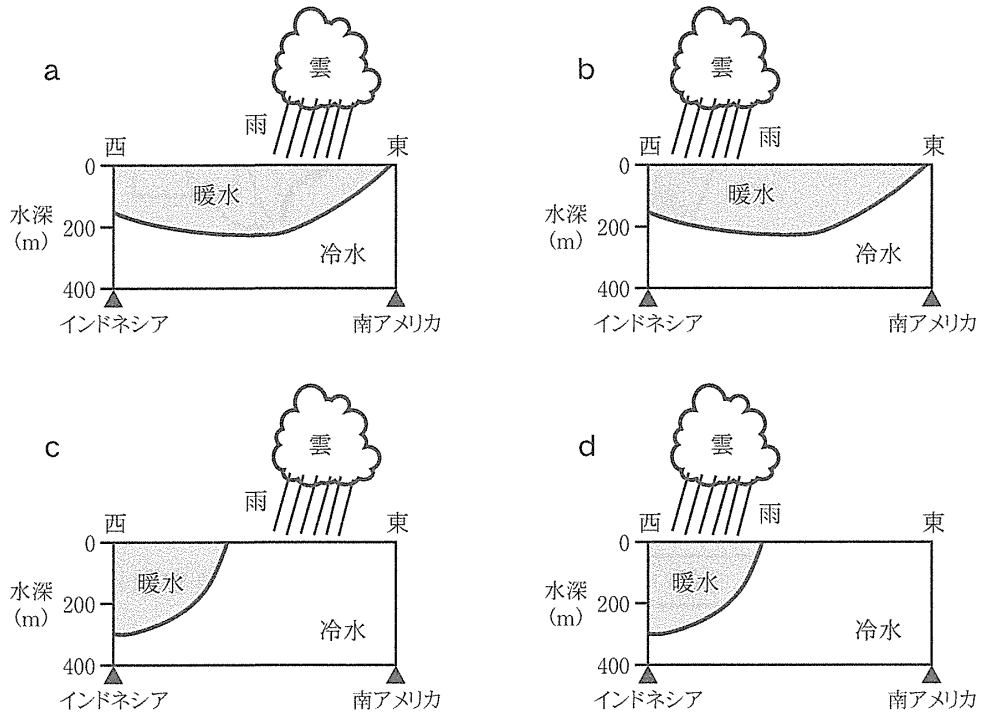 a
雲
雨
西 東
0
暖水
水深
(m)
200
冷水
400
インドネシア 南アメリカ
b
雲
雨
西 東
0
暖水
水深
(m)
200
冷水
400
インドネシア 南アメリカ
c
雲
雨
西 東
0
暖水
水深
(m)
200
冷水
400
インドネシア 南アメリカ
d
雲
雨
西 東
0
暖水
水深
(m)
200
冷水
400
インドネシア 南アメリカ